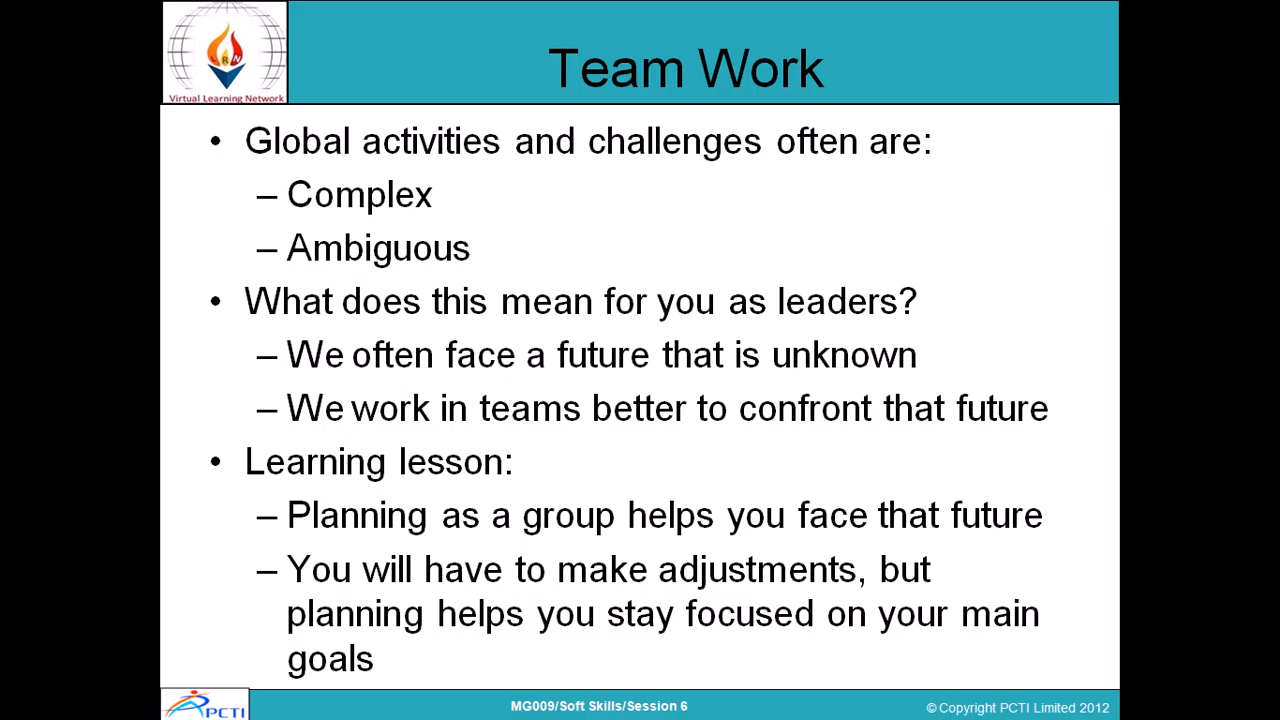 Team Work
LRN
Virtual Learning Network
• Global activities and challenges often are:
– Complex
– Ambiguous
• What does this mean for you as leaders?
– We often face a future that is unknown
– We work in teams better to confront that future
• Learning lesson:
– Planning as a group helps you face that future
– You will have to make adjustments, but
planning helps you stay focused on your main
goals
PCTI
MG009/Soft Skills/Session 6
© Copyright PCTI Limited 2012